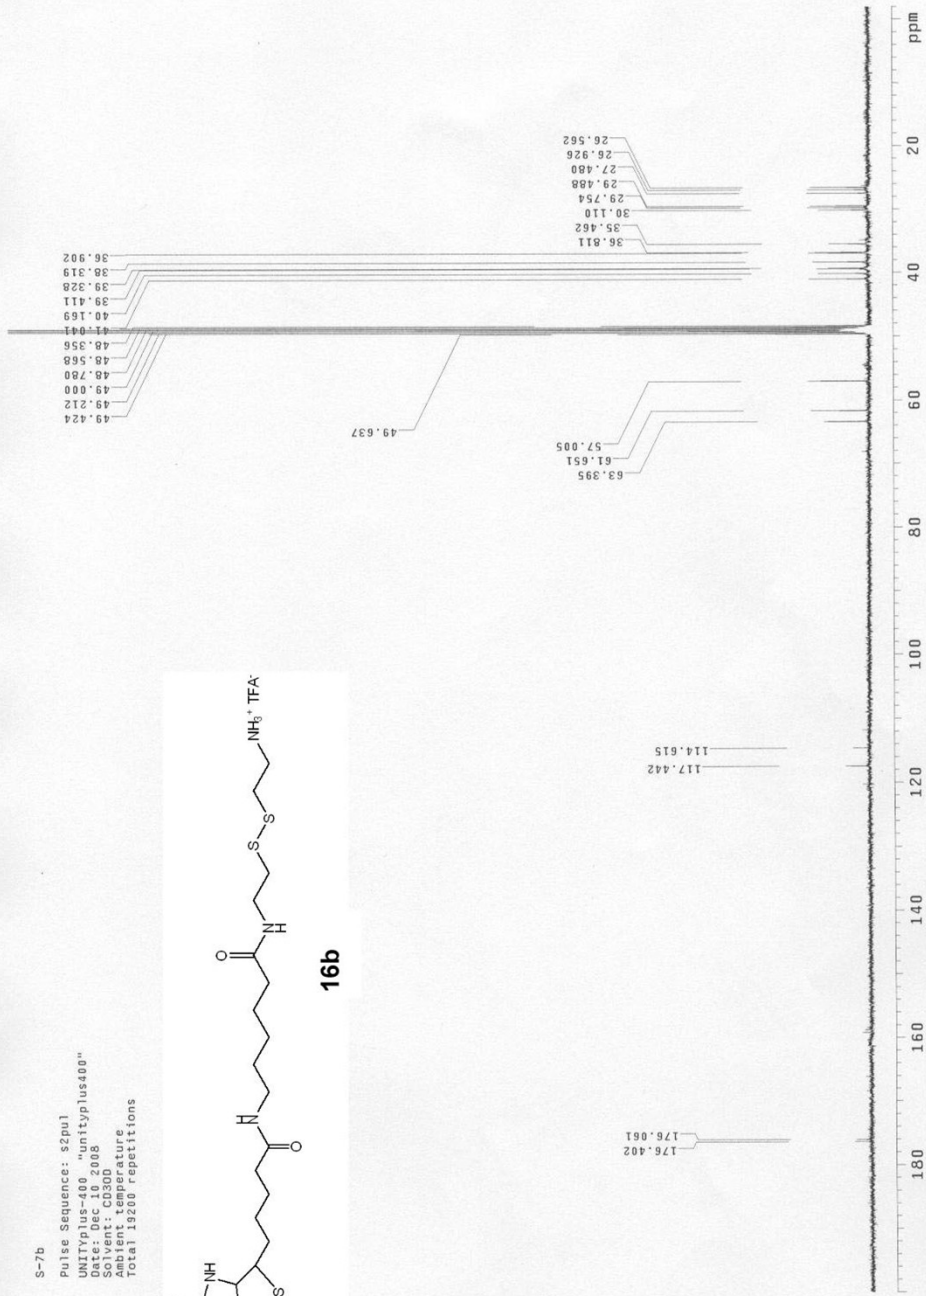 S-7b
Pulse Sequence: s2pul
UNITYplus-400 "unityplus400"
Date: Dec 10 2008
Solvent: CD3OD
Ambient temperature
Total 19200 repetitions
NH
S
O
N
H
O
N
H
S
S
NH3+ TFA-
16b
176.402
176.061
117.442
114.615
63.395
61.651
57.005
49.637
49.424
49.212
49.000
48.780
48.568
48.356
41.041
40.169
39.411
39.328
38.319
36.902
36.811
35.462
30.110
29.754
29.488
27.480
26.926
26.562
180
160
140
120
100
80
60
40
20
ppm